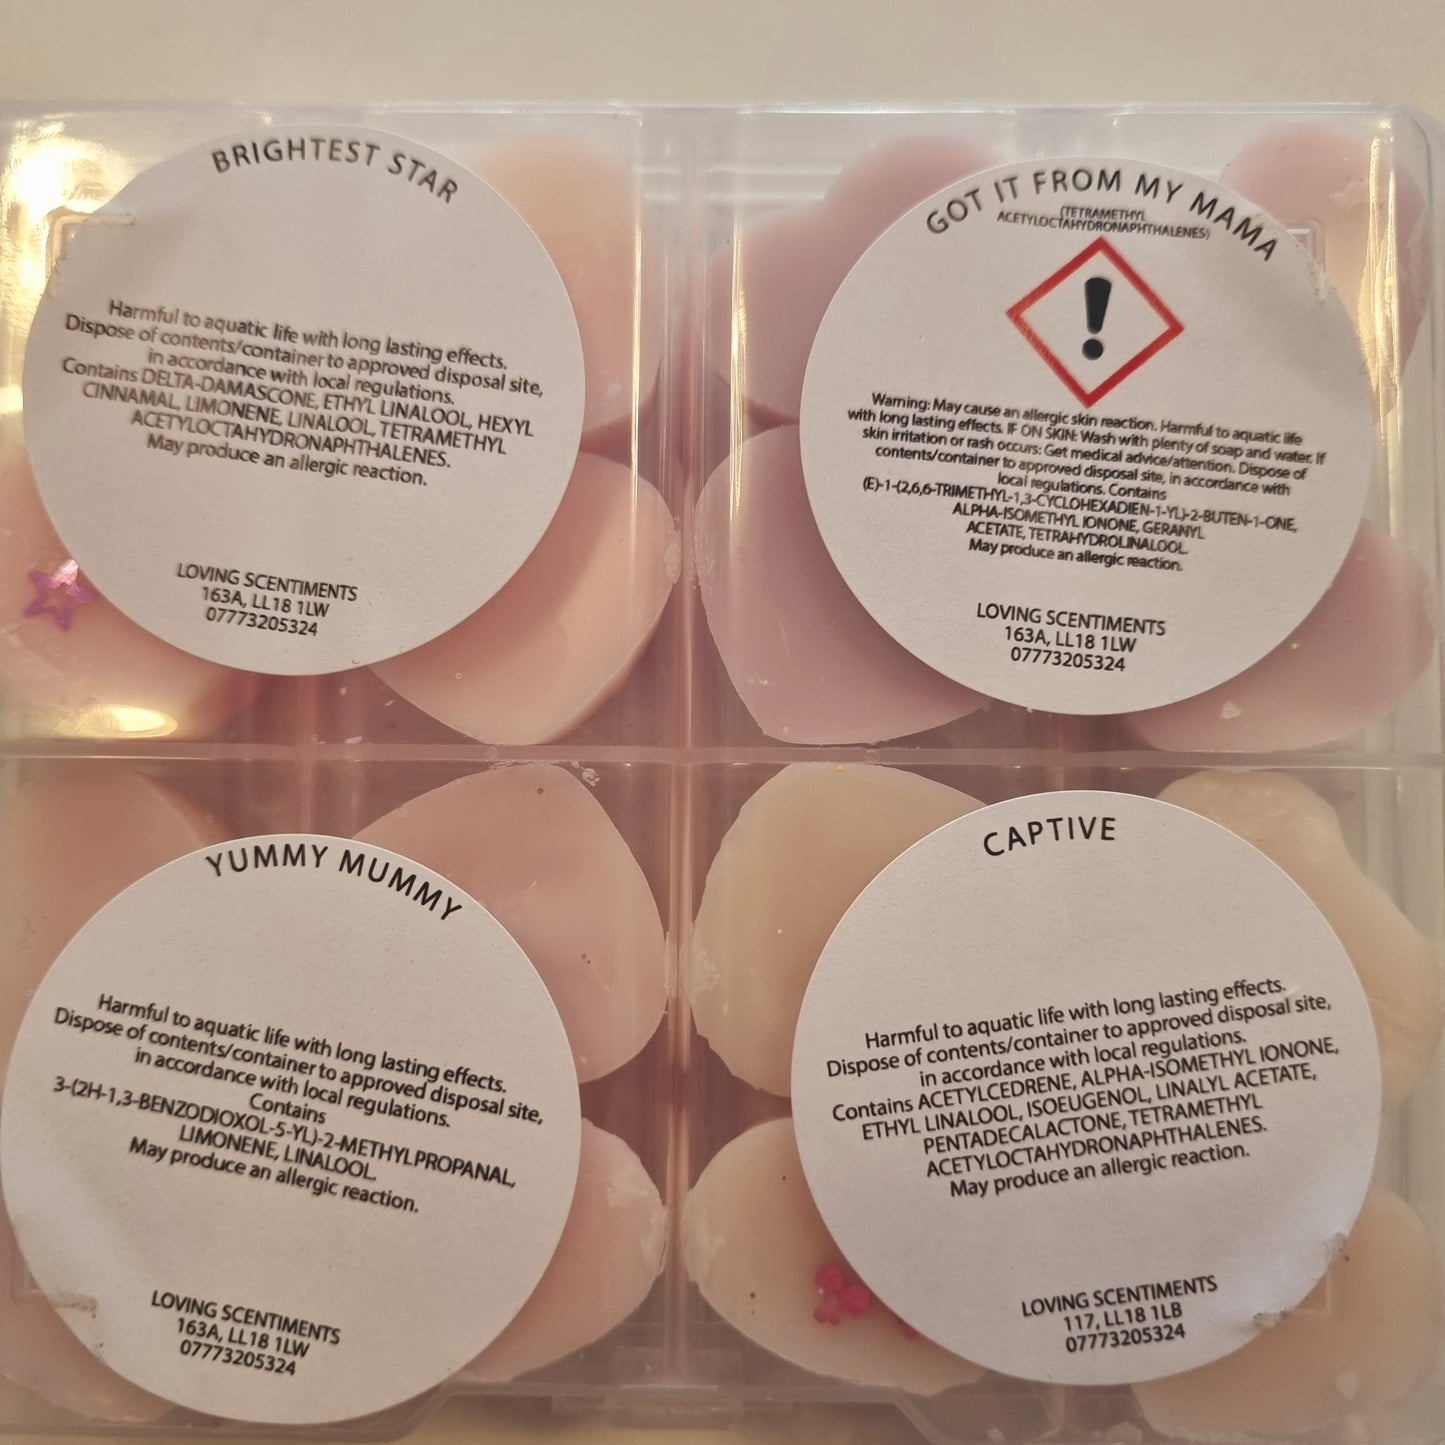 BRIGHTEST STAR
Harmful to aquatic life with long lasting effects.
Dispose of contents/container to approved disposal site,
in accordance with local regulations.
Contains DELTA-DAMASCONE, ETHYL LINALOOL, HEXYL
CINNAMAL, LIMONENE, LINALOOL, TETRAMETHYL
ACETYLOCTAHYDRONAPHTHALENES.
May produce an allergic reaction.
LOVING SCENTIMENTS
163A, LL18 1LW
07773205324
GOT IT FROM MY MAMA
(TETRAMETHYL
ACETYLOCTAHYDRONAPHTHALENES)
Warning: May cause an allergic skin reaction. Harmful to aquatic life
with long lasting effects. IF ON SKIN: Wash with plenty of soap and water. If
skin irritation or rash occurs: Get medical advice/attention. Dispose of
contents/container to approved disposal site, in accordance with
local regulations. Contains
(E)-1-(2,6,6-TRIMETHYL-1,3-CYCLOHEXADIEN-1-YL)-2-BUTEN-1-ONE,
ALPHA-ISOMETHYL IONONE, GERANYL
ACETATE, TETRAHYDROLINALOOL.
May produce an allergic reaction.
LOVING SCENTIMENTS
163A, LL18 1LW
07773205324
YUMMY MUMMY
Harmful to aquatic life with long lasting effects.
Dispose of contents/container to approved disposal site,
in accordance with local regulations.
Contains
3-(2H-1,3-BENZODIOXOL-5-YL)-2-METHYLPROPANAL,
LIMONENE, LINALOOL.
May produce an allergic reaction.
LOVING SCENTIMENTS
163A, LL18 1LW
07773205324
CAPTIVE
Harmful to aquatic life with long lasting effects.
Dispose of contents/container to approved disposal site,
in accordance with local regulations.
Contains ACETYLCEDRENE, ALPHA-ISOMETHYL IONONE,
ETHYL LINALOOL, ISOEUGENOL, LINALYL ACETATE,
PENTADECALACTONE, TETRAMETHYL
ACETYLOCTAHYDRONAPHTHALENES.
May produce an allergic reaction.
LOVING SCENTIMENTS
117, LL18 1LB
07773205324